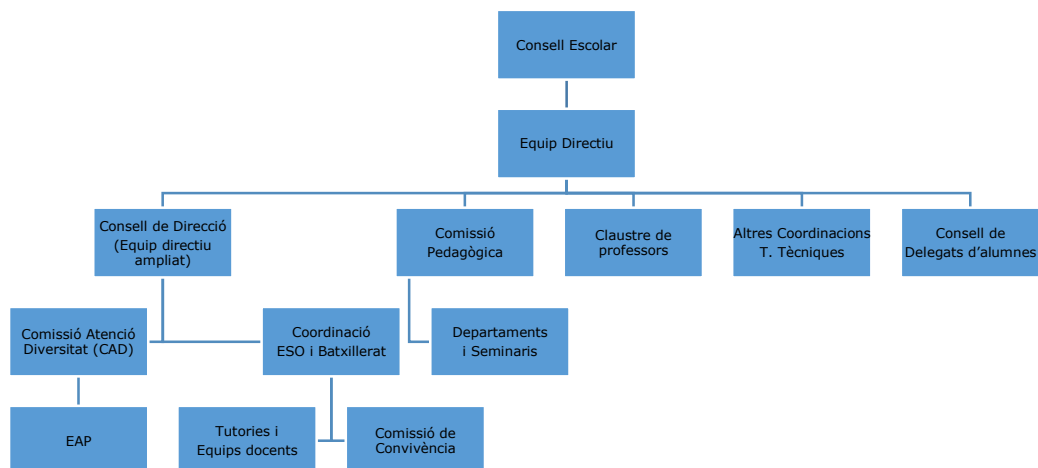 Consell Escolar
Equip Directiu
Consell de Direcció
(Equip directiu
ampliat)
Comissió
Pedagògica
Claustre de
professors
Altres Coordinacions
T. Tècniques
Consell de
Delegats d’alumnes
Comissió Atenció
Diversitat (CAD)
Coordinació
ESO i Batxillerat
Departaments
i Seminaris
EAP
Tutories i
Equips docents
Comissió de
Convivència